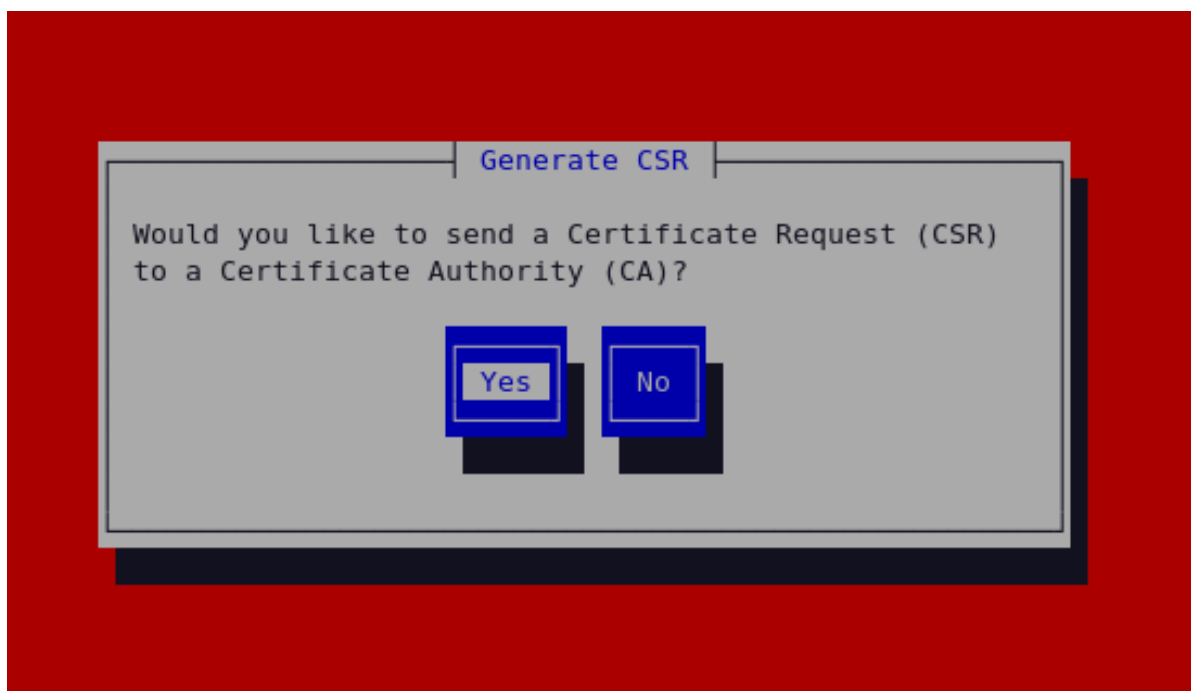 Generate CSR
Would you like to send a Certificate Request (CSR)
to a Certificate Authority (CA)?
Yes No